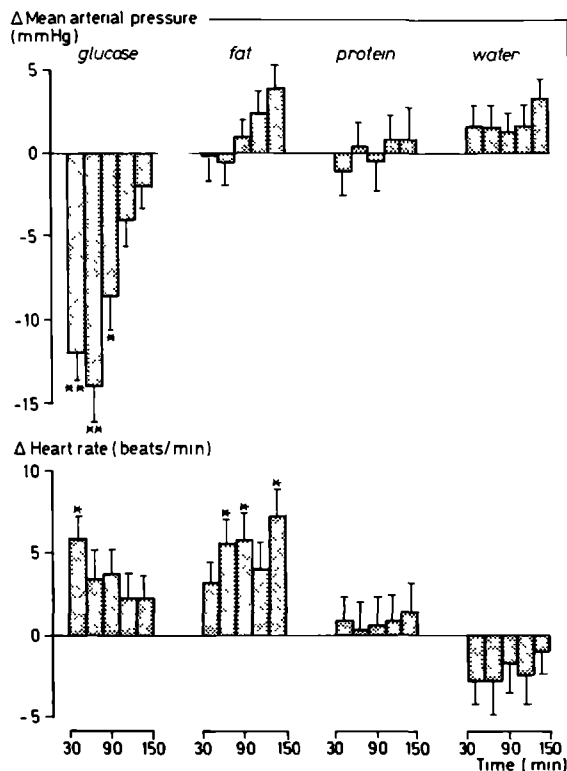 Δ Mean arterial pressure
(mmHg)
glucose fat protein water
5
0
-5
-10
**
*
-15
**
Δ Heart rate (beats/min)
10
*
* * *
5
0
-5
30 90 150 30 90 150 30 90 150 30 90 150
Time (min)